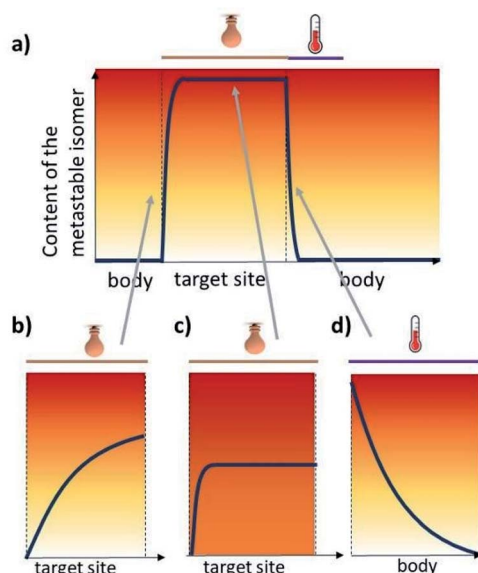 a)
Content of the
metastable isomer
body
target site
body
b)
c)
d)
target site
target site
body